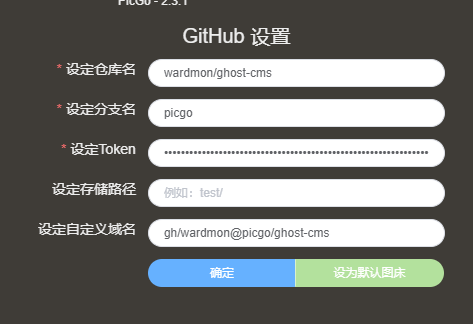 PicGo - 2.3.1
GitHub 设置
* 设定仓库名 wardmon/ghost-cms
* 设定分支名 picgo
* 设定Token ••••••••••••••••••••••••••••••••••••••••••••••••••••••••••••••••
设定存储路径 例如：test/
设定自定义域名 gh/wardmon@picgo/ghost-cms
确定 设为默认图床